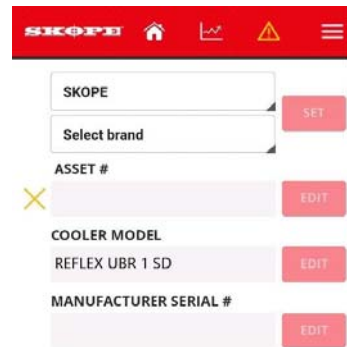 SKOPE
SKOPE
SET
Select brand
ASSET #
EDIT
COOLER MODEL
REFLEX UBR 1 SD
EDIT
MANUFACTURER SERIAL #
EDIT